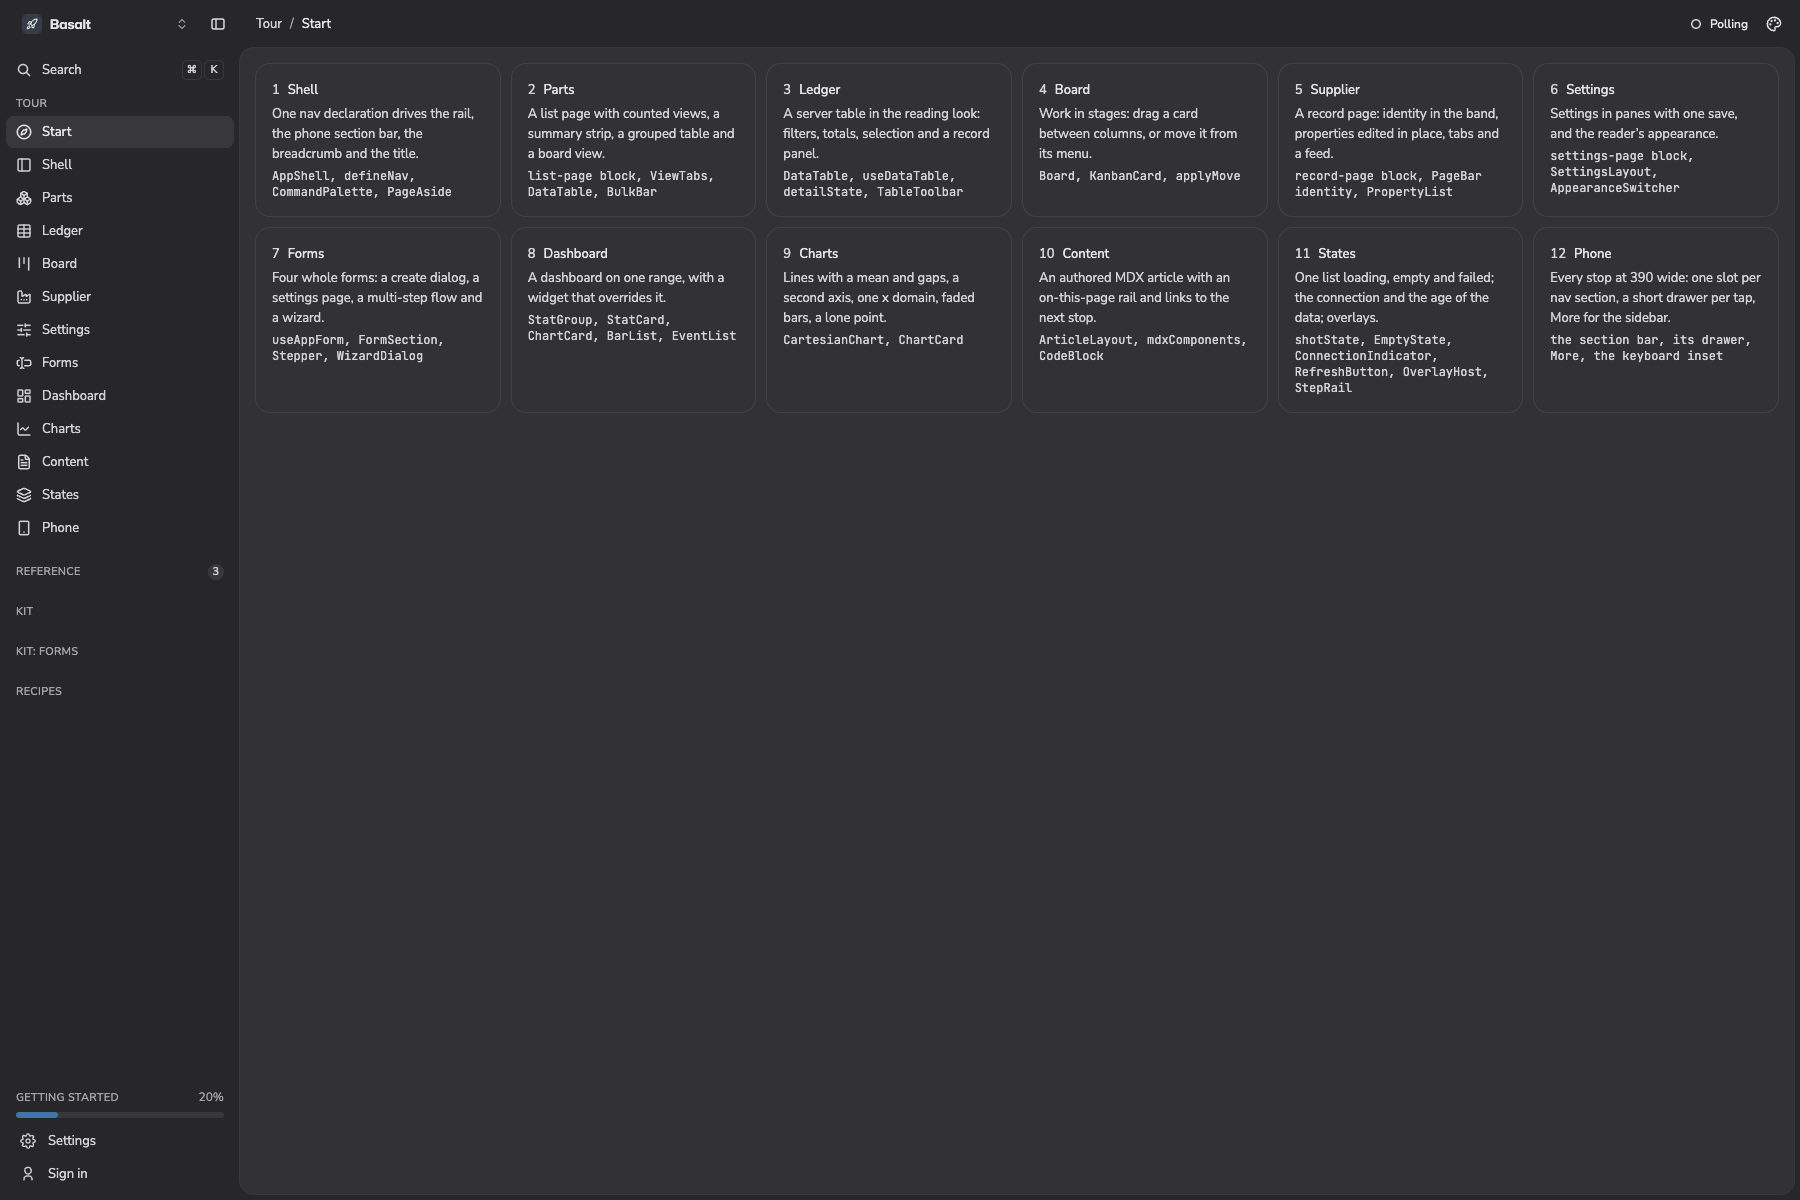 Basalt
Tour / Start
Polling
Search ⌘ K
TOUR
Start
Shell
Parts
Ledger
Board
Supplier
Settings
Forms
Dashboard
Charts
Content
States
Phone
REFERENCE 3
KIT
KIT: FORMS
RECIPES
GETTING STARTED 20%
Settings
Sign in
1 Shell
One nav declaration drives the rail,
the phone section bar, the
breadcrumb and the title.
AppShell, defineNav,
CommandPalette, PageAside
2 Parts
A list page with counted views, a
summary strip, a grouped table and
a board view.
list-page block, ViewTabs,
DataTable, BulkBar
3 Ledger
A server table in the reading look:
filters, totals, selection and a record
panel.
DataTable, useDataTable,
detailState, TableToolbar
4 Board
Work in stages: drag a card
between columns, or move it from
its menu.
Board, KanbanCard, applyMove
5 Supplier
A record page: identity in the band,
properties edited in place, tabs and
a feed.
record-page block, PageBar
identity, PropertyList
6 Settings
Settings in panes with one save,
and the reader's appearance.
settings-page block,
SettingsLayout,
AppearanceSwitcher
7 Forms
Four whole forms: a create dialog, a
settings page, a multi-step flow and
a wizard.
useAppForm, FormSection,
Stepper, WizardDialog
8 Dashboard
A dashboard on one range, with a
widget that overrides it.
StatGroup, StatCard,
ChartCard, BarList, EventList
9 Charts
Lines with a mean and gaps, a
second axis, one x domain, faded
bars, a lone point.
CartesianChart, ChartCard
10 Content
An authored MDX article with an
on-this-page rail and links to the
next stop.
ArticleLayout, mdxComponents,
CodeBlock
11 States
One list loading, empty and failed;
the connection and the age of the
data; overlays.
shotState, EmptyState,
ConnectionIndicator,
RefreshButton, OverlayHost,
StepRail
12 Phone
Every stop at 390 wide: one slot per
nav section, a short drawer per tap,
More for the sidebar.
the section bar, its drawer,
More, the keyboard inset